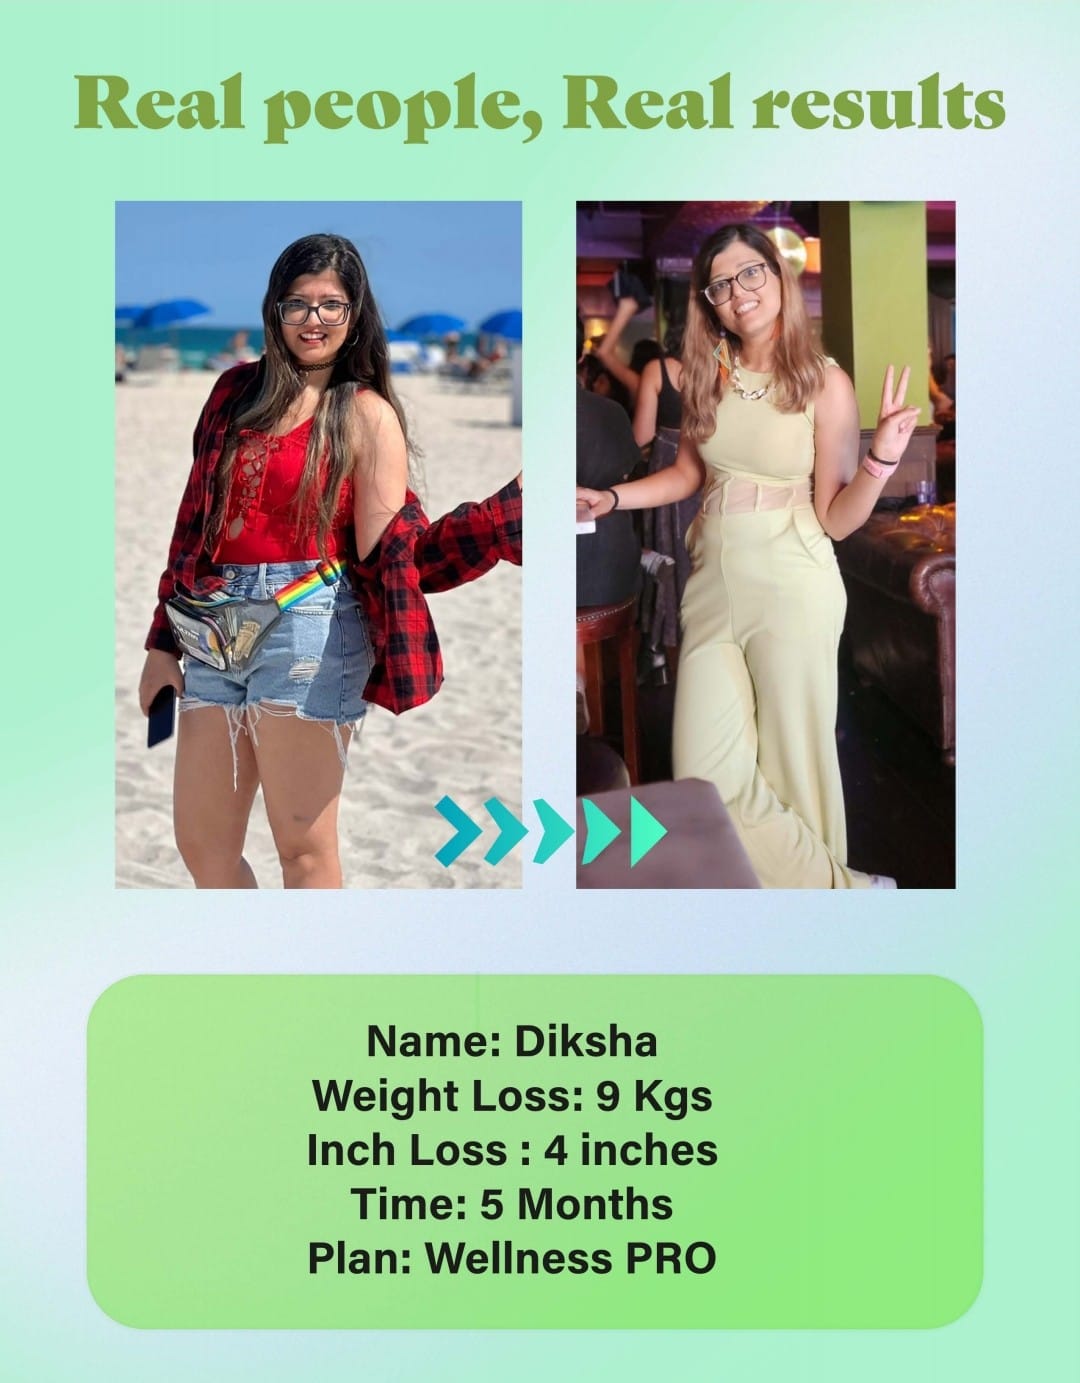 Real people, Real results
Name: Diksha
Weight Loss: 9 Kgs
Inch Loss : 4 inches
Time: 5 Months
Plan: Wellness PRO